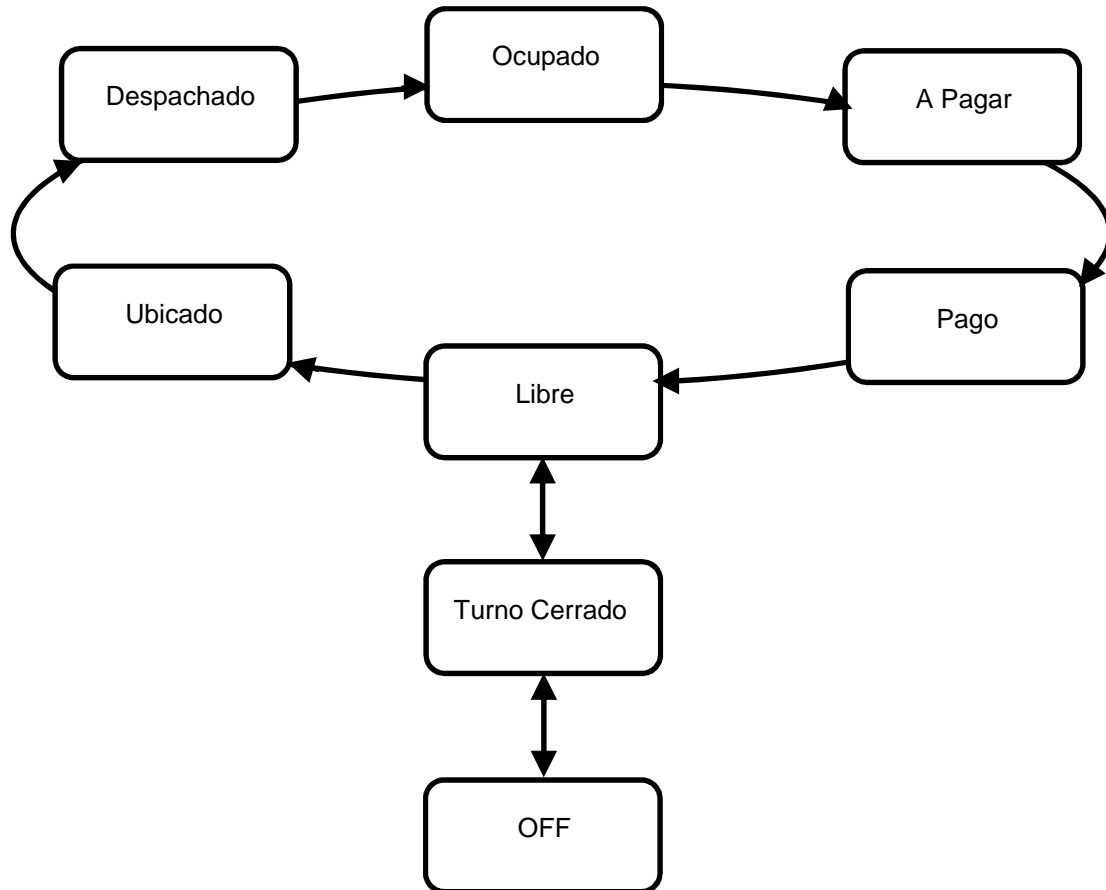 Ocupado
Despachado
A Pagar
Ubicado
Pago
Libre
Turno Cerrado
OFF